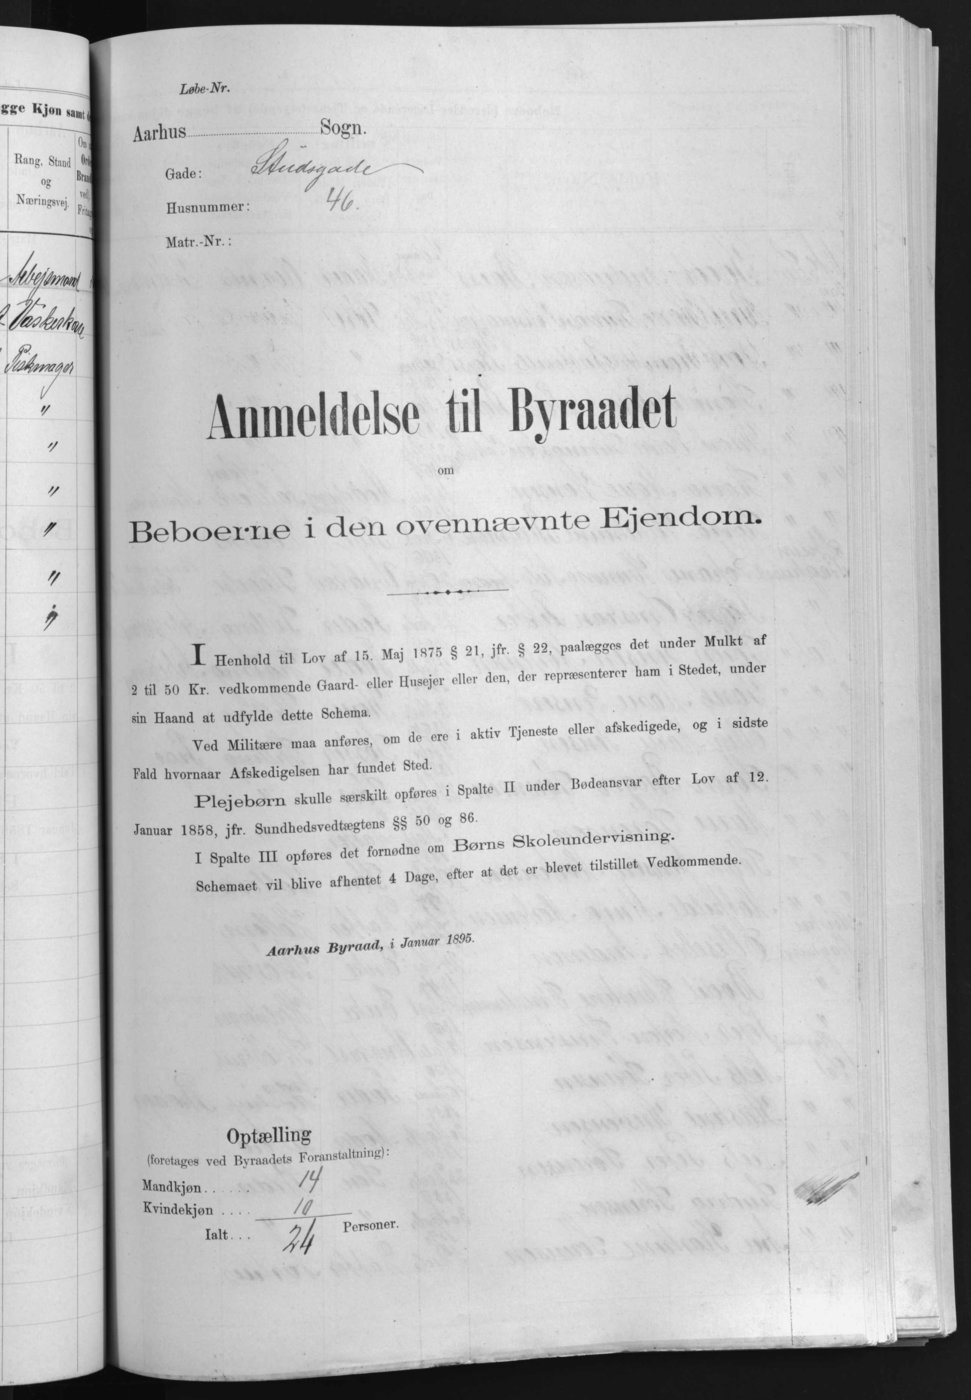 gge Kjøn samt
Rang, Stand
og
Næringsvej.
Arbejsmand
Vaskerkone
Piskmager
"
"
"
"
"
"
Løbe-Nr.
Aarhus Sogn.
Gade: Studsgade
Husnummer: 46.
Matr.-Nr.:
Anmeldelse til Byraadet
om
Beboerne i den ovennævnte Ejendom.
I Henhold til Lov af 15. Maj 1875 § 21, jfr. § 22, paalægges det under Mulkt af
2 til 50 Kr. vedkommende Gaard- eller Husejer eller den, der repræsenterer ham i Stedet, under
sin Haand at udfylde dette Schema.
Ved Militære maa anføres, om de ere i aktiv Tjeneste eller afskedigede, og i sidste
Fald hvornaar Afskedigelsen har fundet Sted.
Plejebørn skulle særskilt opføres i Spalte II under Bødeansvar efter Lov af 12.
Januar 1858, jfr. Sundhedsvedtægtens §§ 50 og 86.
I Spalte III opføres det fornødne om Børns Skoleundervisning.
Schemaet vil blive afhentet 4 Dage, efter at det er blevet tilstillet Vedkommende.
Aarhus Byraad, i Januar 1895.
Optælling
(foretages ved Byraadets Foranstaltning):
Mandkjøn...... 14
Kvindekjøn .... 10
Ialt... 24 Personer.